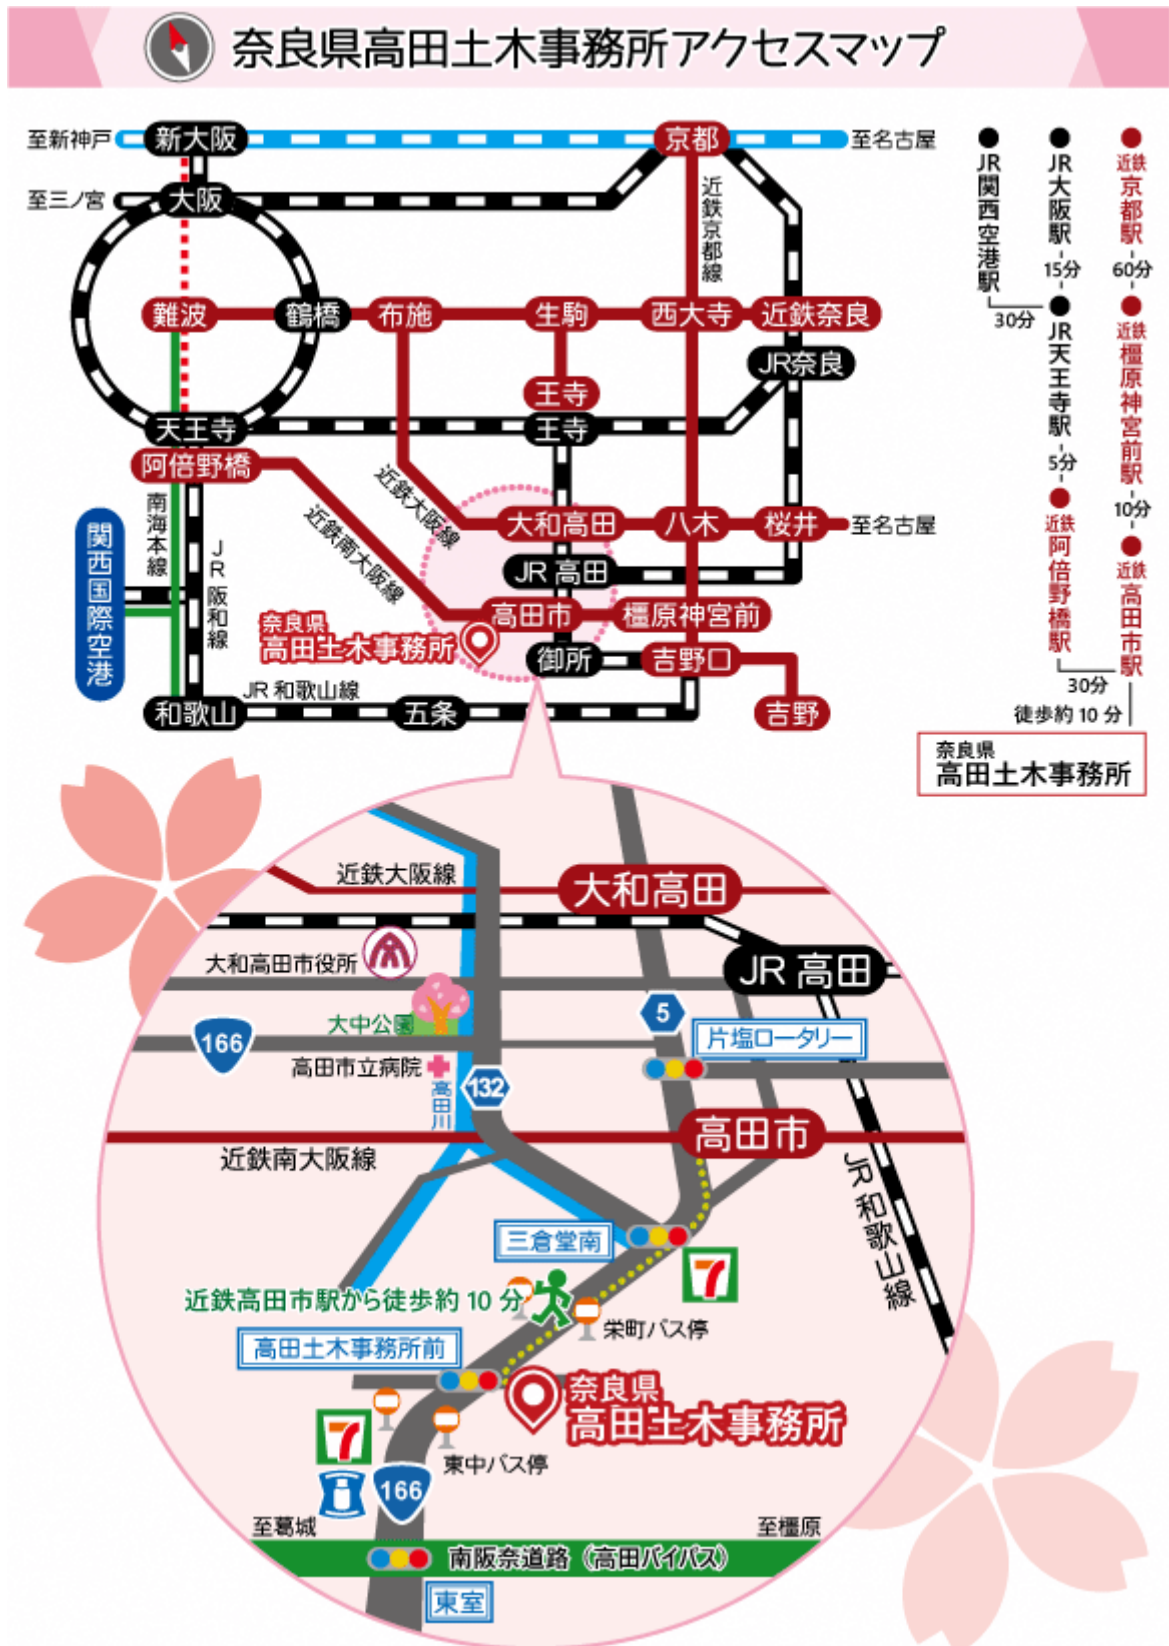 奈良県高田土木事務所アクセスマップ
至新神戸
新大阪
京都
至名古屋
至三ノ宮
大阪
近鉄京都線
難波
鶴橋
布施
生駒
西大寺
近鉄奈良
JR奈良
王寺
天王寺
王寺
阿倍野橋
近鉄大阪線
南海本線
JR阪和線
近鉄南大阪線
大和高田
八木
桜井
至名古屋
関西国際空港
JR高田
奈良県
高田土木事務所
高田市
橿原神宮前
御所
吉野口
JR和歌山線
和歌山
五条
吉野
JR関西空港駅
30分
JR大阪駅
15分
JR天王寺駅
5分
近鉄阿倍野橋駅
30分
近鉄京都駅
60分
近鉄橿原神宮前駅
10分
近鉄高田市駅
徒歩約10分
奈良県
高田土木事務所
近鉄大阪線
大和高田
大和高田市役所
JR高田
大中公園
5
片塩ロータリー
166
高田市立病院
高田川
132
高田市
近鉄南大阪線
JR和歌山線
三倉堂南
7
近鉄高田市駅から徒歩約10分
栄町バス停
高田土木事務所前
奈良県
高田土木事務所
7
東中バス停
166
至葛城
至橿原
南阪奈道路（高田バイパス）
東室